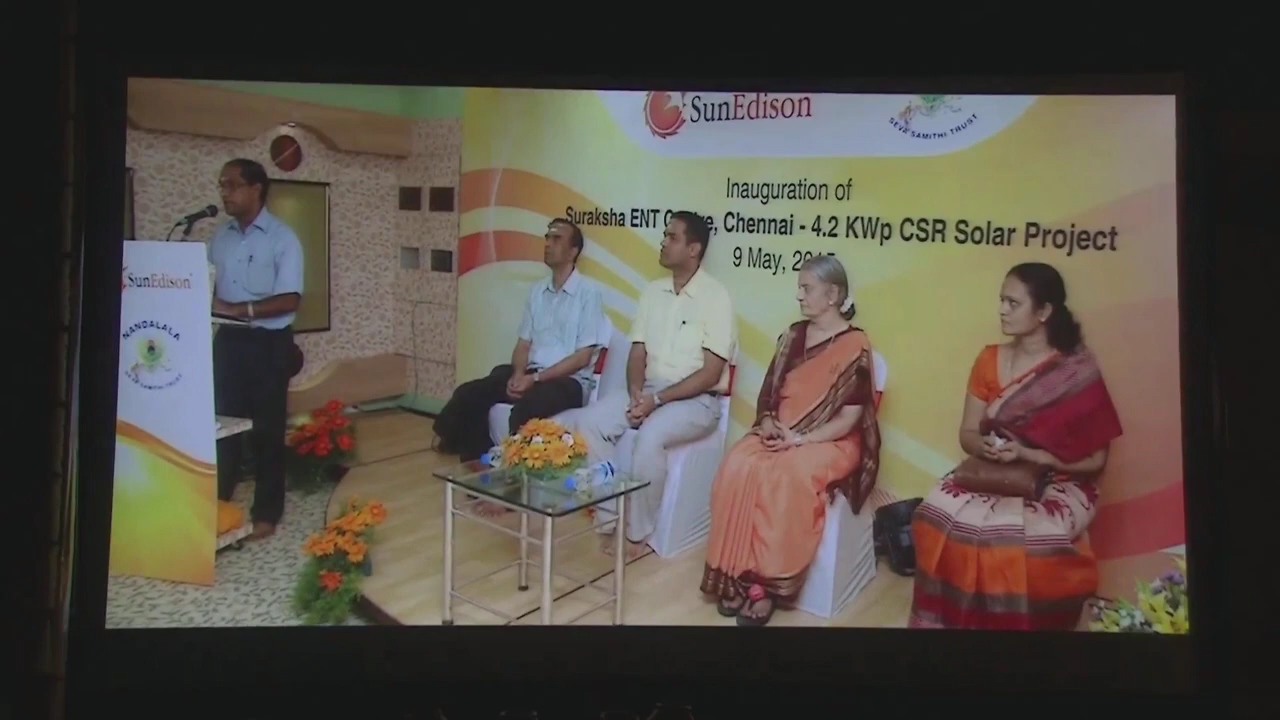 SunEdison
SEVA SAMITHI TRUST
Inauguration of
Suraksha ENT Chennai - 4.2 KWp CSR Solar Project
9 May,
SunEdison
NANDALALA
SEVA SAMITHI TRUST